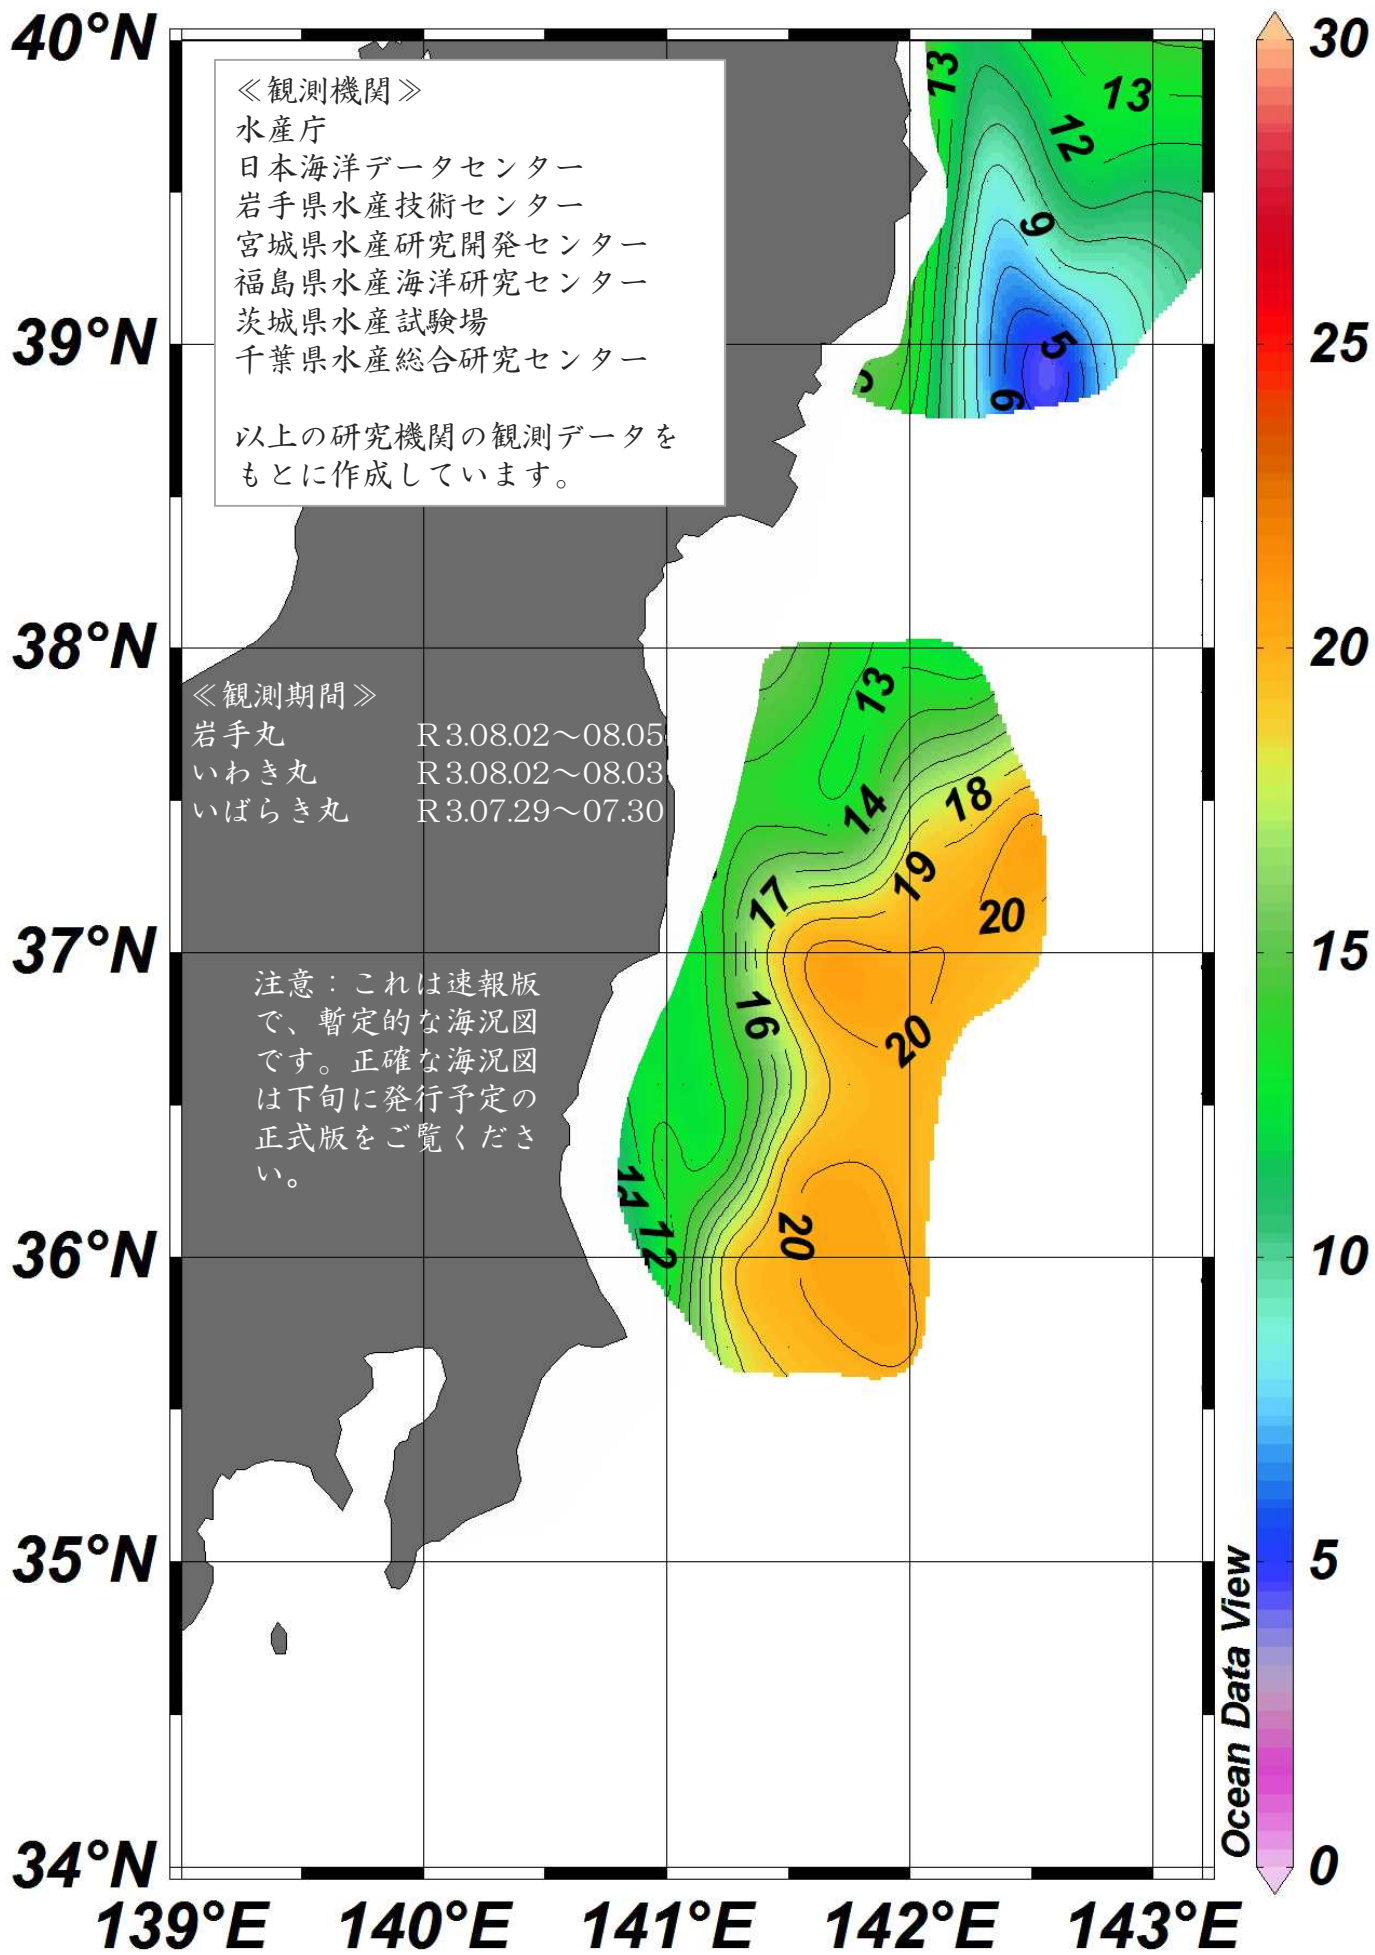 ≪観測機関≫
水産庁
日本海洋データセンター
岩手県水産技術センター
宮城県水産研究開発センター
福島県水産海洋研究センター
茨城県水産試験場
千葉県水産総合研究センター
以上の研究機関の観測データを
もとに作成しています。
≪観測期間≫
岩手丸 R3.08.02～08.05
いわき丸 R3.08.02～08.03
いばらき丸 R3.07.29～07.30
注意：これは速報版
で、暫定的な海況図
です。正確な海況図
は下旬に発行予定の
正式版をご覧くださ
い。
40°N
39°N
38°N
37°N
36°N
35°N
34°N
139°E
140°E
141°E
142°E
143°E
13
13
12
9
5
6
13
14
18
17
19
20
16
20
20
11
12
Ocean Data View
30
25
20
15
10
5
0